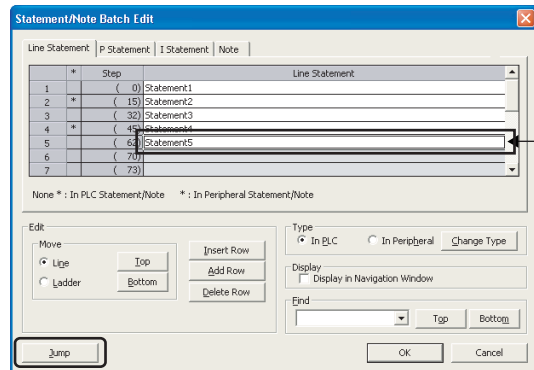 Statement/Note Batch Edit
Line Statement P Statement I Statement Note
* Step Line Statement
1 ( 0) Statement1
2 * ( 15) Statement2
3 ( 32) Statement3
4 * ( 45) Statement4
5 ( 62) Statement5
6 ( 70)
7 ( 73)
None * : In PLC Statement/Note * : In Peripheral Statement/Note
Edit
Move
Line
Ladder
Top
Bottom
Insert Row
Add Row
Delete Row
Type
In PLC In Peripheral Change Type
Display
Display in Navigation Window
Find
Top Bottom
Jump OK Cancel